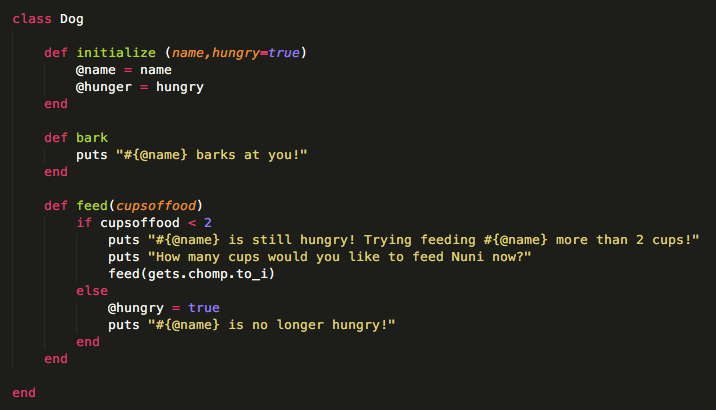 class Dog
def initialize (name,hungry=true)
@name = name
@hunger = hungry
end
def bark
puts "#{@name} barks at you!"
end
def feed(cupsoffood)
if cupsoffood < 2
puts "#{@name} is still hungry! Trying feeding #{@name} more than 2 cups!"
puts "How many cups would you like to feed Nuni now?"
feed(gets.chomp.to_i)
else
@hungry = true
puts "#{@name} is no longer hungry!"
end
end
end